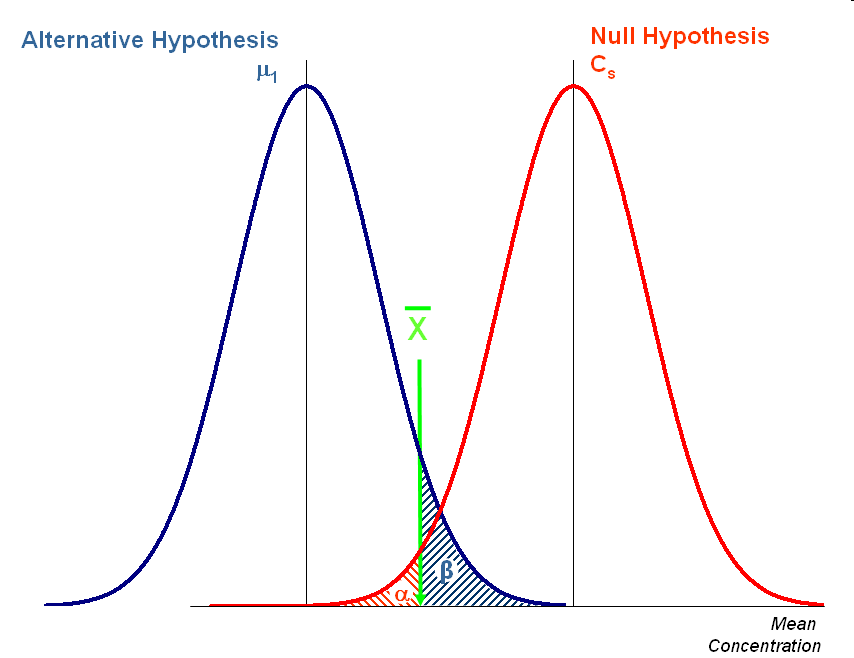 Alternative Hypothesis
μ1
Null Hypothesis
Cs
X̅
α
β
Mean
Concentration